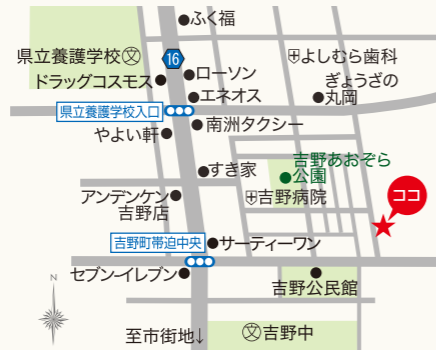 ふく福
県立養護学校文
16
よしむら歯科
ドラッグコスモス
ローソン
ぎょうざの
丸岡
エネオス
県立養護学校入口
南洲タクシー
やよい軒
すき家
吉野あおぞら
公園
アンデンケン
吉野店
吉野病院
ココ
吉野町帯迫中央
サーティーワン
セブン-イレブン
吉野公民館
N
至市街地↓
文吉野中